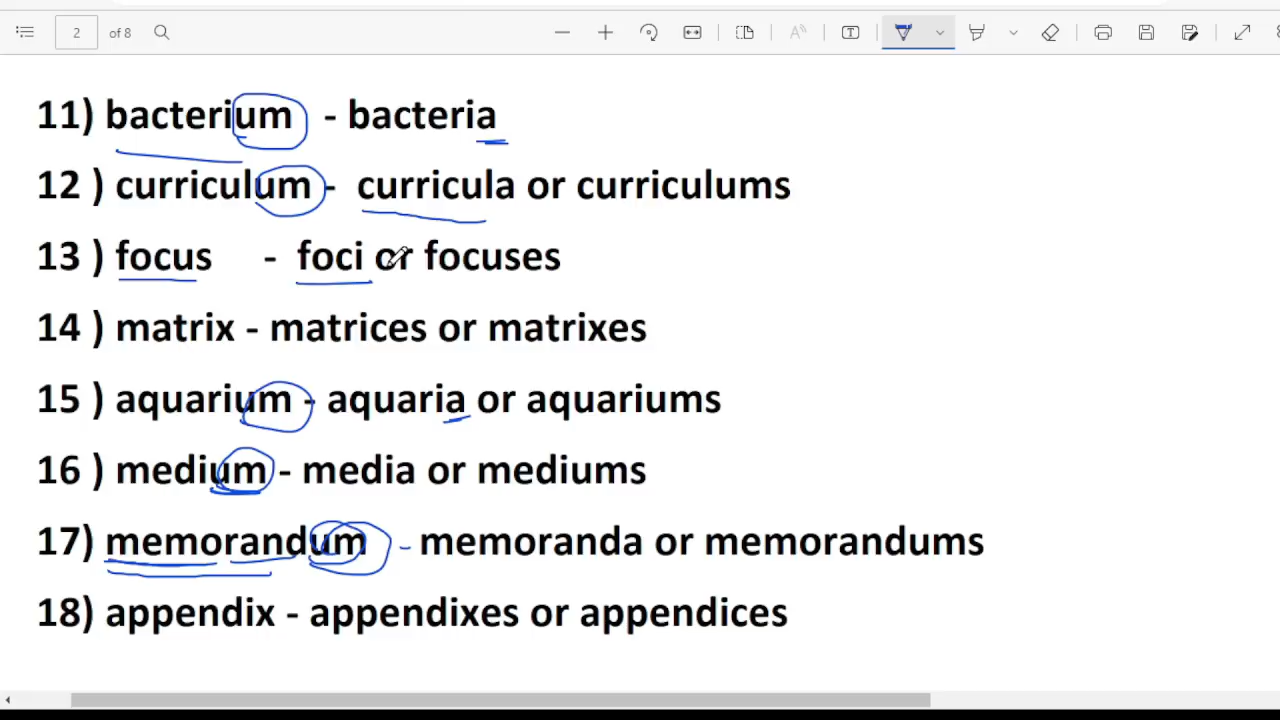 2 of 8
11) bacterium - bacteria
12 ) curriculum - curricula or curriculums
13 ) focus - foci or focuses
14 ) matrix - matrices or matrixes
15 ) aquarium - aquaria or aquariums
16 ) medium - media or mediums
17) memorandum - memoranda or memorandums
18) appendix - appendixes or appendices